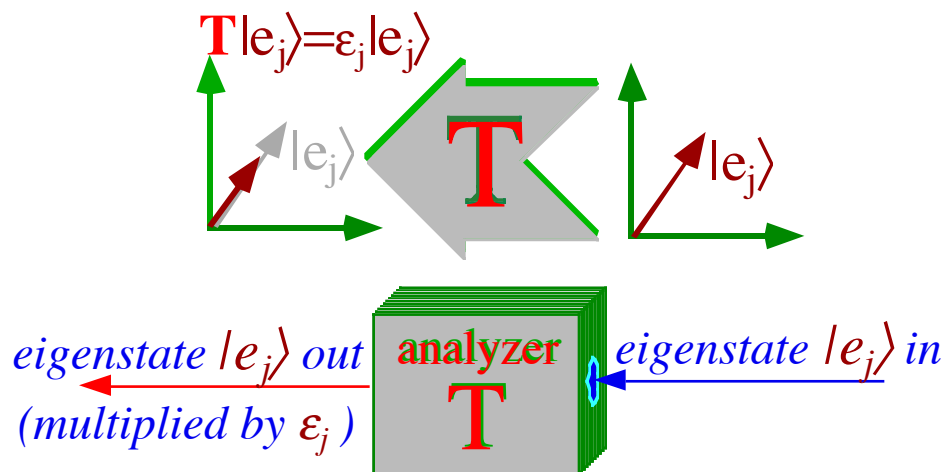 T|e_j⟩=ε_j|e_j⟩
|e_j⟩
T
|e_j⟩
analyzer
T
eigenstate |e_j⟩ out
(multiplied by ε_j )
eigenstate |e_j⟩ in